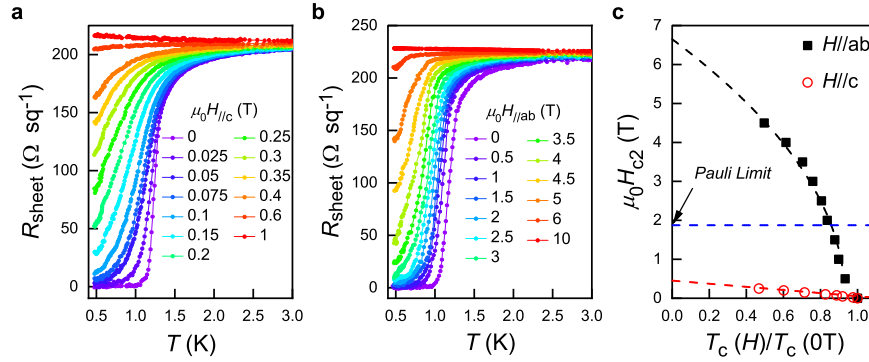 a
R_sheet (Ω sq⁻¹)
200
150
100
50
0
μ₀H//c (T)
0
0.025
0.05
0.075
0.1
0.15
0.2
0.25
0.3
0.35
0.4
0.6
1
0.5 1.0 1.5 2.0 2.5 3.0
T (K)
b
R_sheet (Ω sq⁻¹)
250
200
150
100
50
0
μ₀H//ab (T)
0
0.5
1
1.5
2
2.5
3
3.5
4
4.5
5
6
10
0.5 1.0 1.5 2.0 2.5 3.0
T (K)
c
μ₀H_c2 (T)
7
6
5
4
3
2
1
0
H//ab
H//c
Pauli Limit
0.0 0.2 0.4 0.6 0.8 1.0
T_c (H)/T_c (0T)